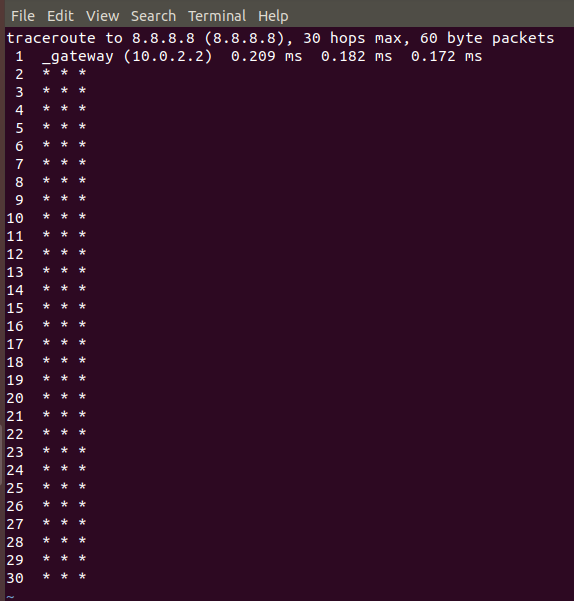 File Edit View Search Terminal Help
traceroute to 8.8.8.8 (8.8.8.8), 30 hops max, 60 byte packets
 1  _gateway (10.0.2.2)  0.209 ms  0.182 ms  0.172 ms
 2  * * *
 3  * * *
 4  * * *
 5  * * *
 6  * * *
 7  * * *
 8  * * *
 9  * * *
10  * * *
11  * * *
12  * * *
13  * * *
14  * * *
15  * * *
16  * * *
17  * * *
18  * * *
19  * * *
20  * * *
21  * * *
22  * * *
23  * * *
24  * * *
25  * * *
26  * * *
27  * * *
28  * * *
29  * * *
30  * * *
~